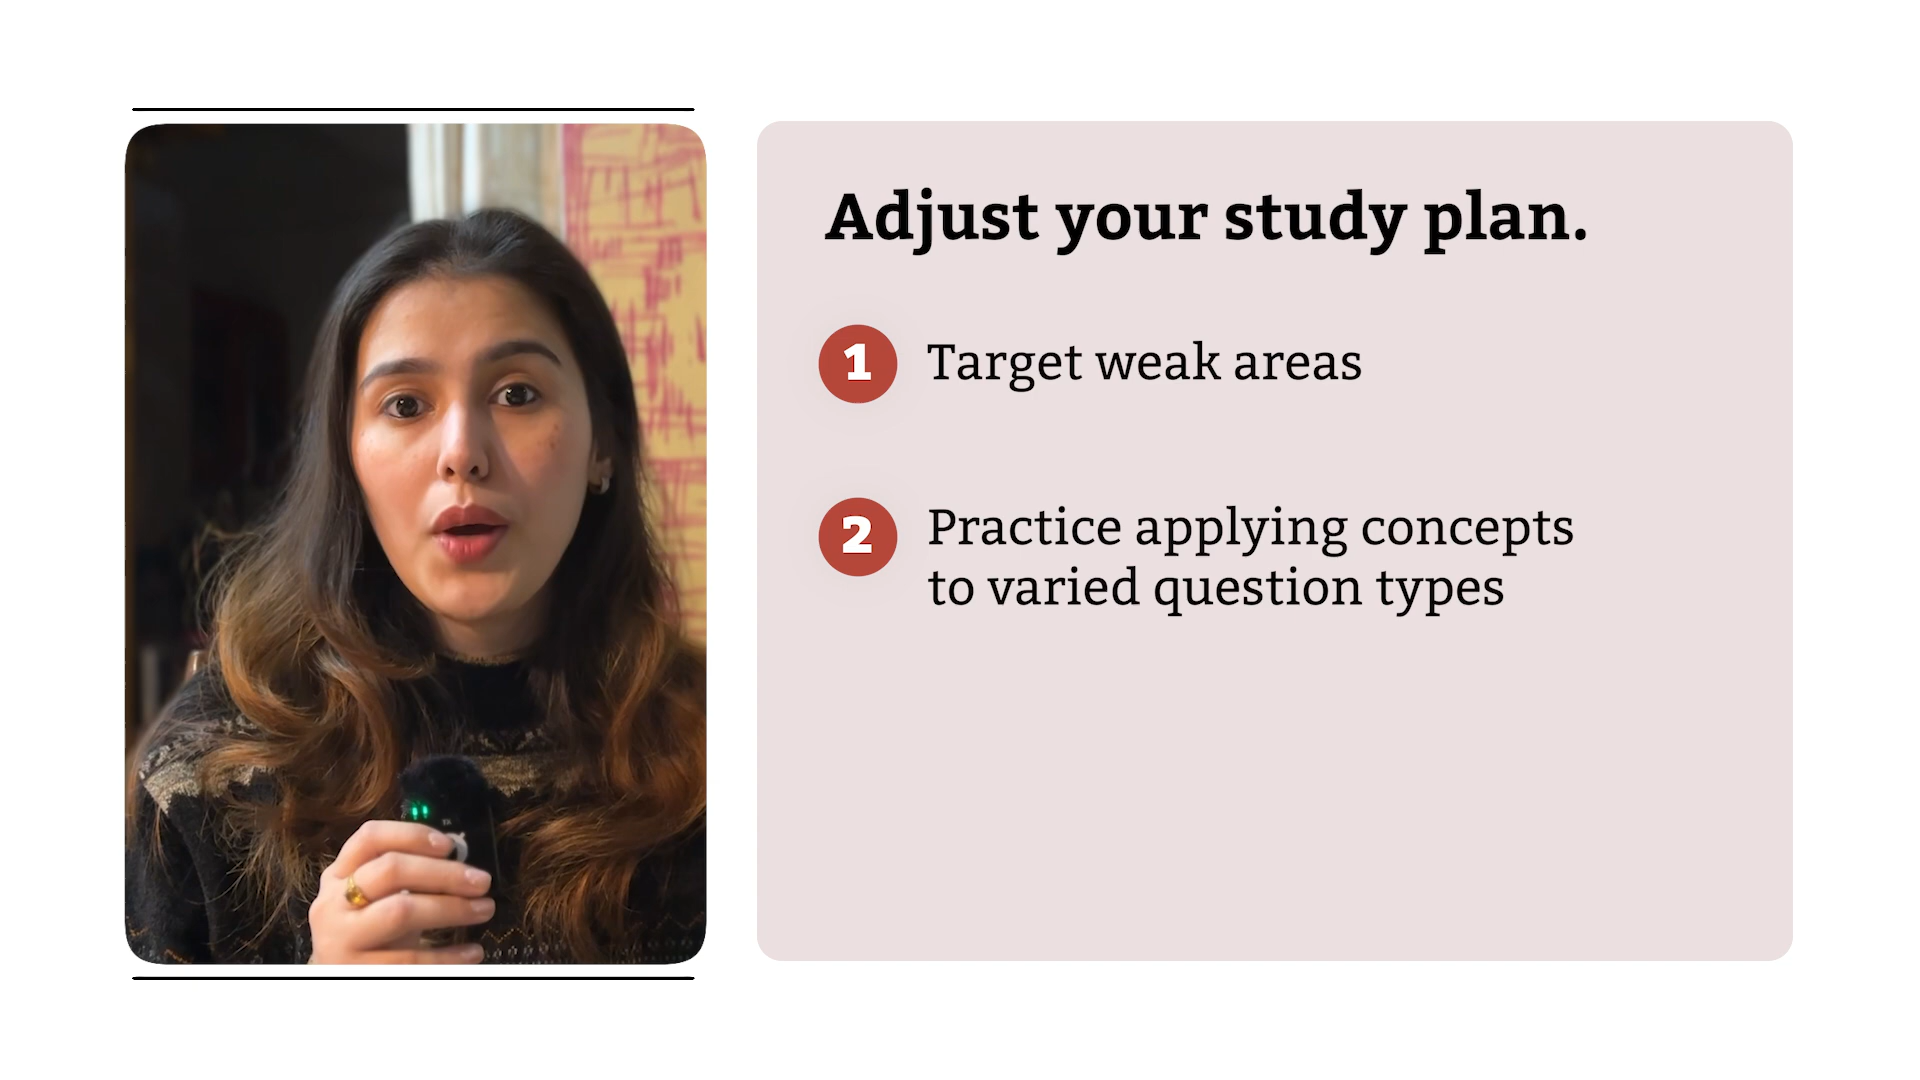 Adjust your study plan.
1 Target weak areas
2 Practice applying concepts
to varied question types